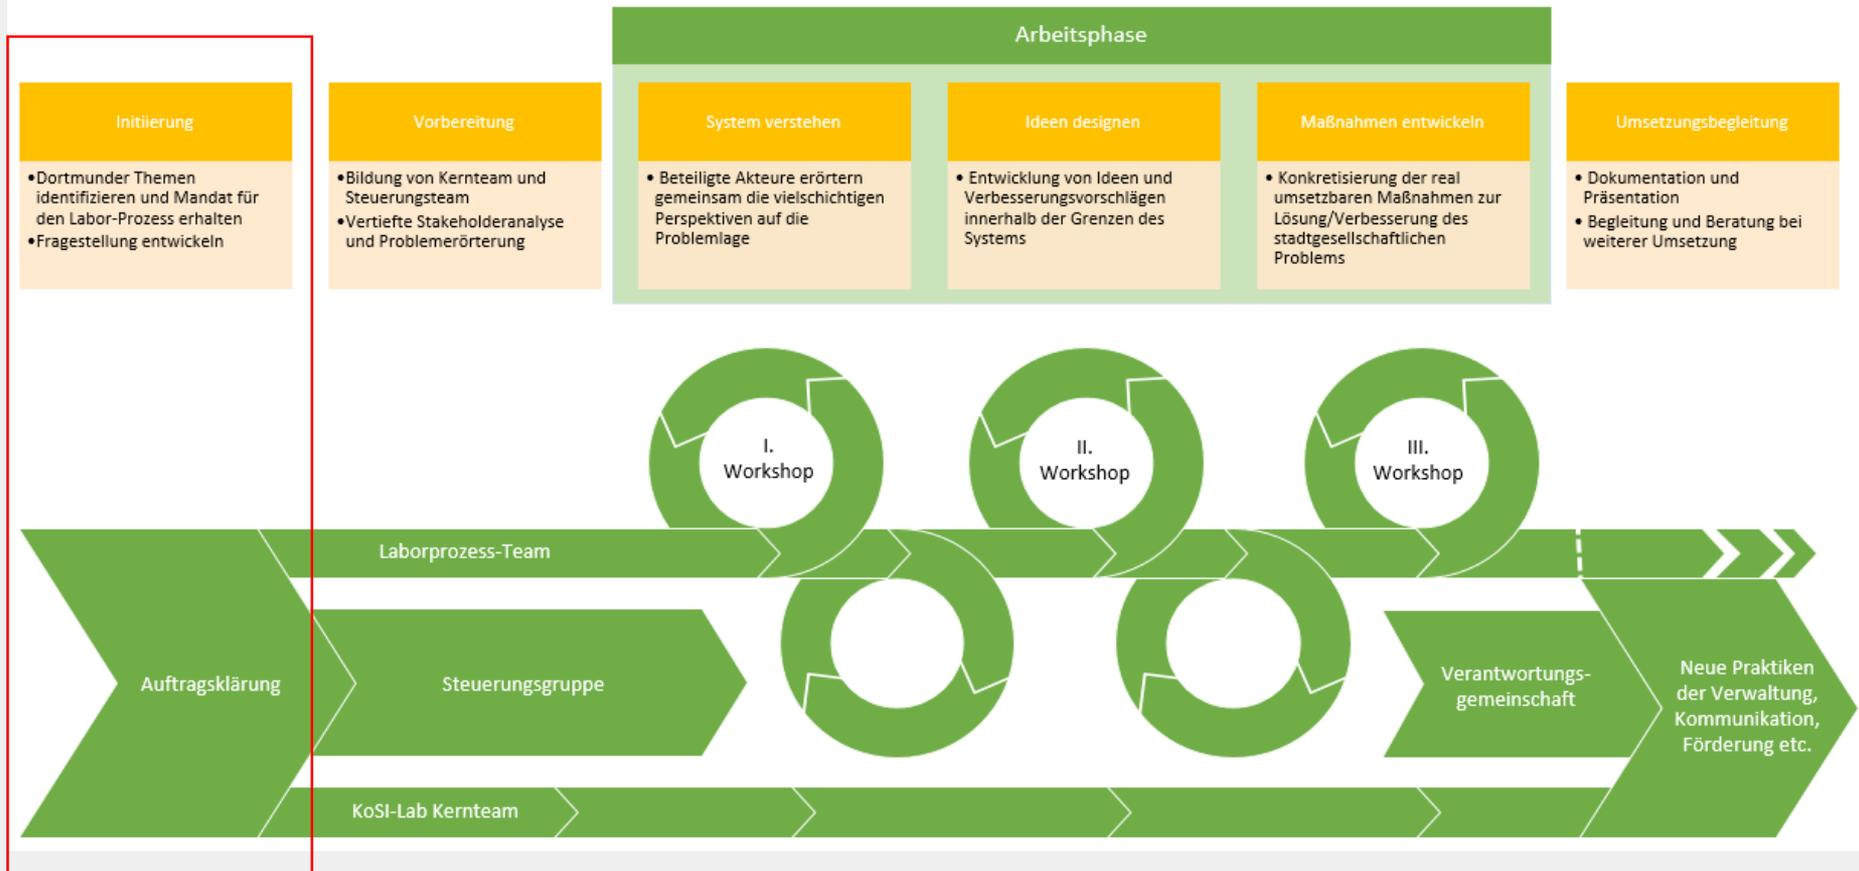 Arbeitsphase
Initiierung
•Dortmunder Themen
identifizieren und Mandat für
den Labor-Prozess erhalten
•Fragestellung entwickeln
Vorbereitung
•Bildung von Kernteam und
Steuerungsteam
•Vertiefte Stakeholderanalyse
und Problemerörterung
System verstehen
• Beteiligte Akteure erörtern
gemeinsam die vielschichtigen
Perspektiven auf die
Problemlage
Ideen designen
• Entwicklung von Ideen und
Verbesserungsvorschlägen
innerhalb der Grenzen des
Systems
Maßnahmen entwickeln
• Konkretisierung der real
umsetzbaren Maßnahmen zur
Lösung/Verbesserung des
stadtgesellschaftlichen
Problems
Umsetzungsbegleitung
• Dokumentation und
Präsentation
• Begleitung und Beratung bei
weiterer Umsetzung
I.
Workshop
II.
Workshop
III.
Workshop
Laborprozess-Team
Auftragsklärung
Steuerungsgruppe
Verantwortungs-
gemeinschaft
Neue Praktiken
der Verwaltung,
Kommunikation,
Förderung etc.
KoSI-Lab Kernteam